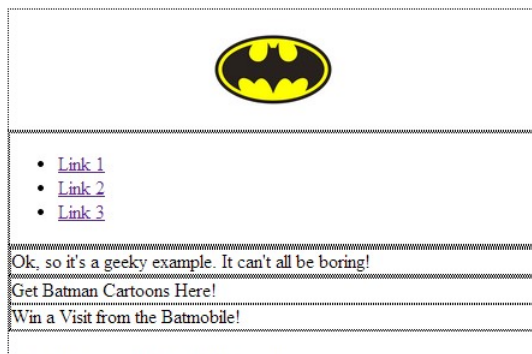 Link 1
Link 2
Link 3
Ok, so it's a geeky example. It can't all be boring!
Get Batman Cartoons Here!
Win a Visit from the Batmobile!